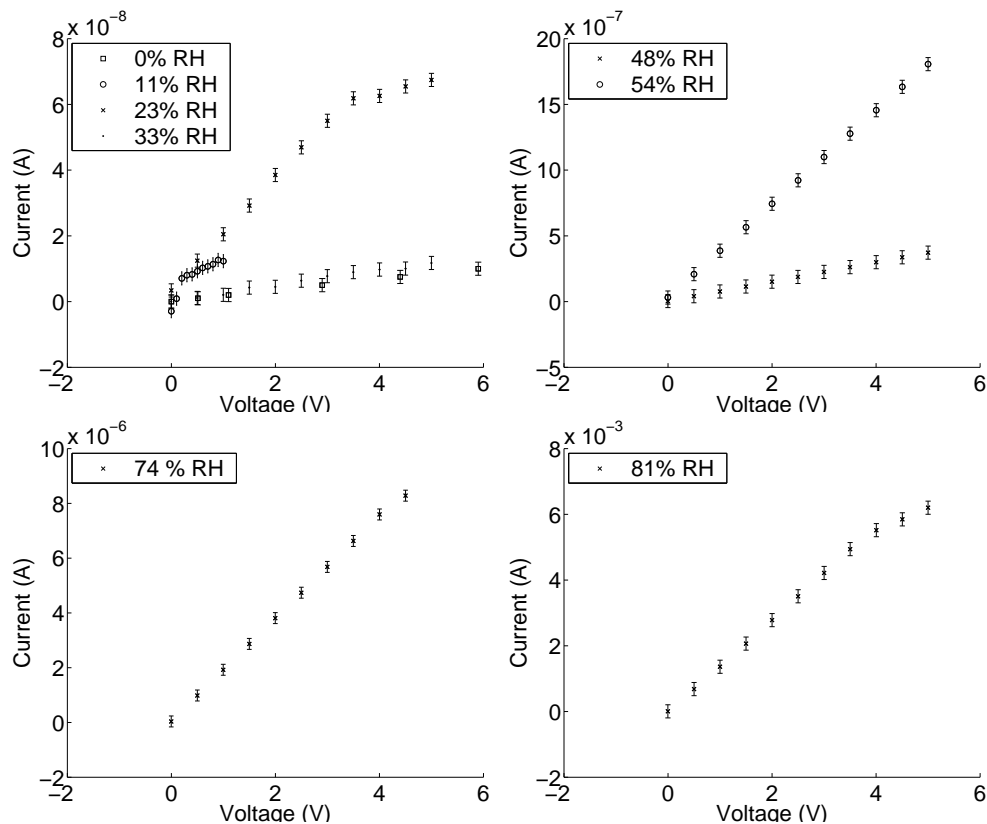 x 10⁻⁸
8
6
4
2
0
−2
−2
0
2
4
6
Voltage (V)
Current (A)
0% RH
11% RH
23% RH
33% RH
x 10⁻⁷
20
15
10
5
0
−5
−2
0
2
4
6
Voltage (V)
Current (A)
48% RH
54% RH
x 10⁻⁶
10
8
6
4
2
0
−2
−2
0
2
4
6
Voltage (V)
Current (A)
74 % RH
x 10⁻³
8
6
4
2
0
−2
−2
0
2
4
6
Voltage (V)
Current (A)
81% RH